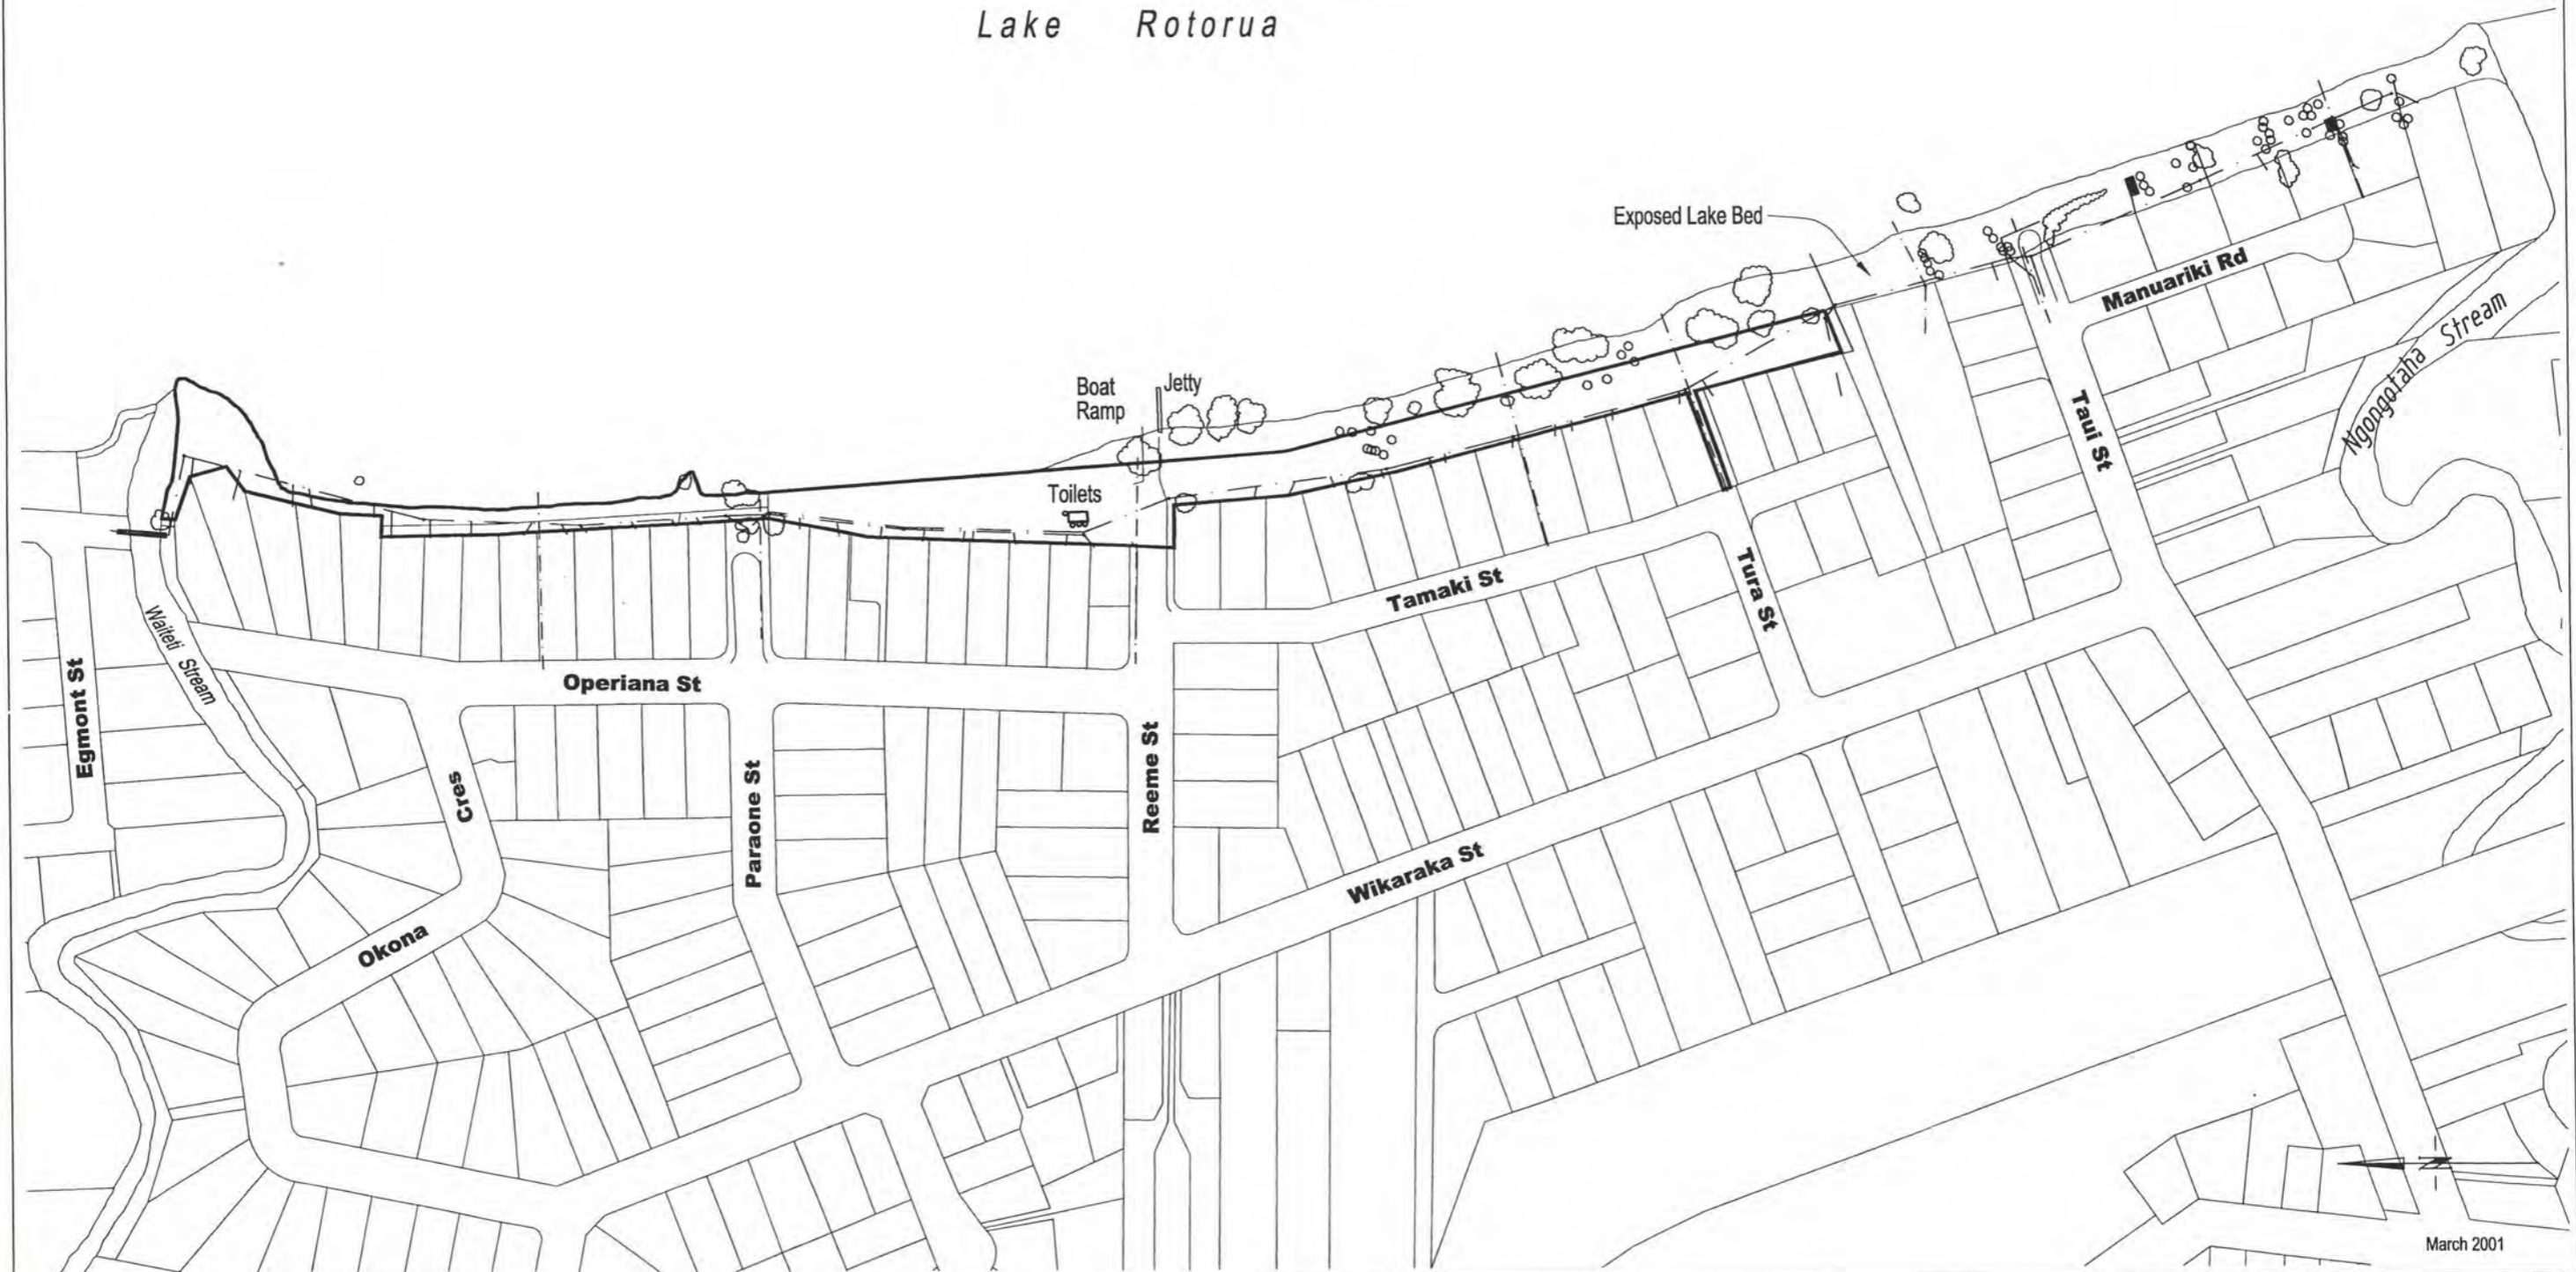 Lake Rotorua
Exposed Lake Bed
Manuariki Rd
Ngongotaha Stream
Boat
Ramp
Jetty
Taui St
Toilets
Tamaki St
Tura St
Waiteti Stream
Egmont St
Operiana St
Cres
Paraone St
Reeme St
Wikaraka St
Okona
March 2001